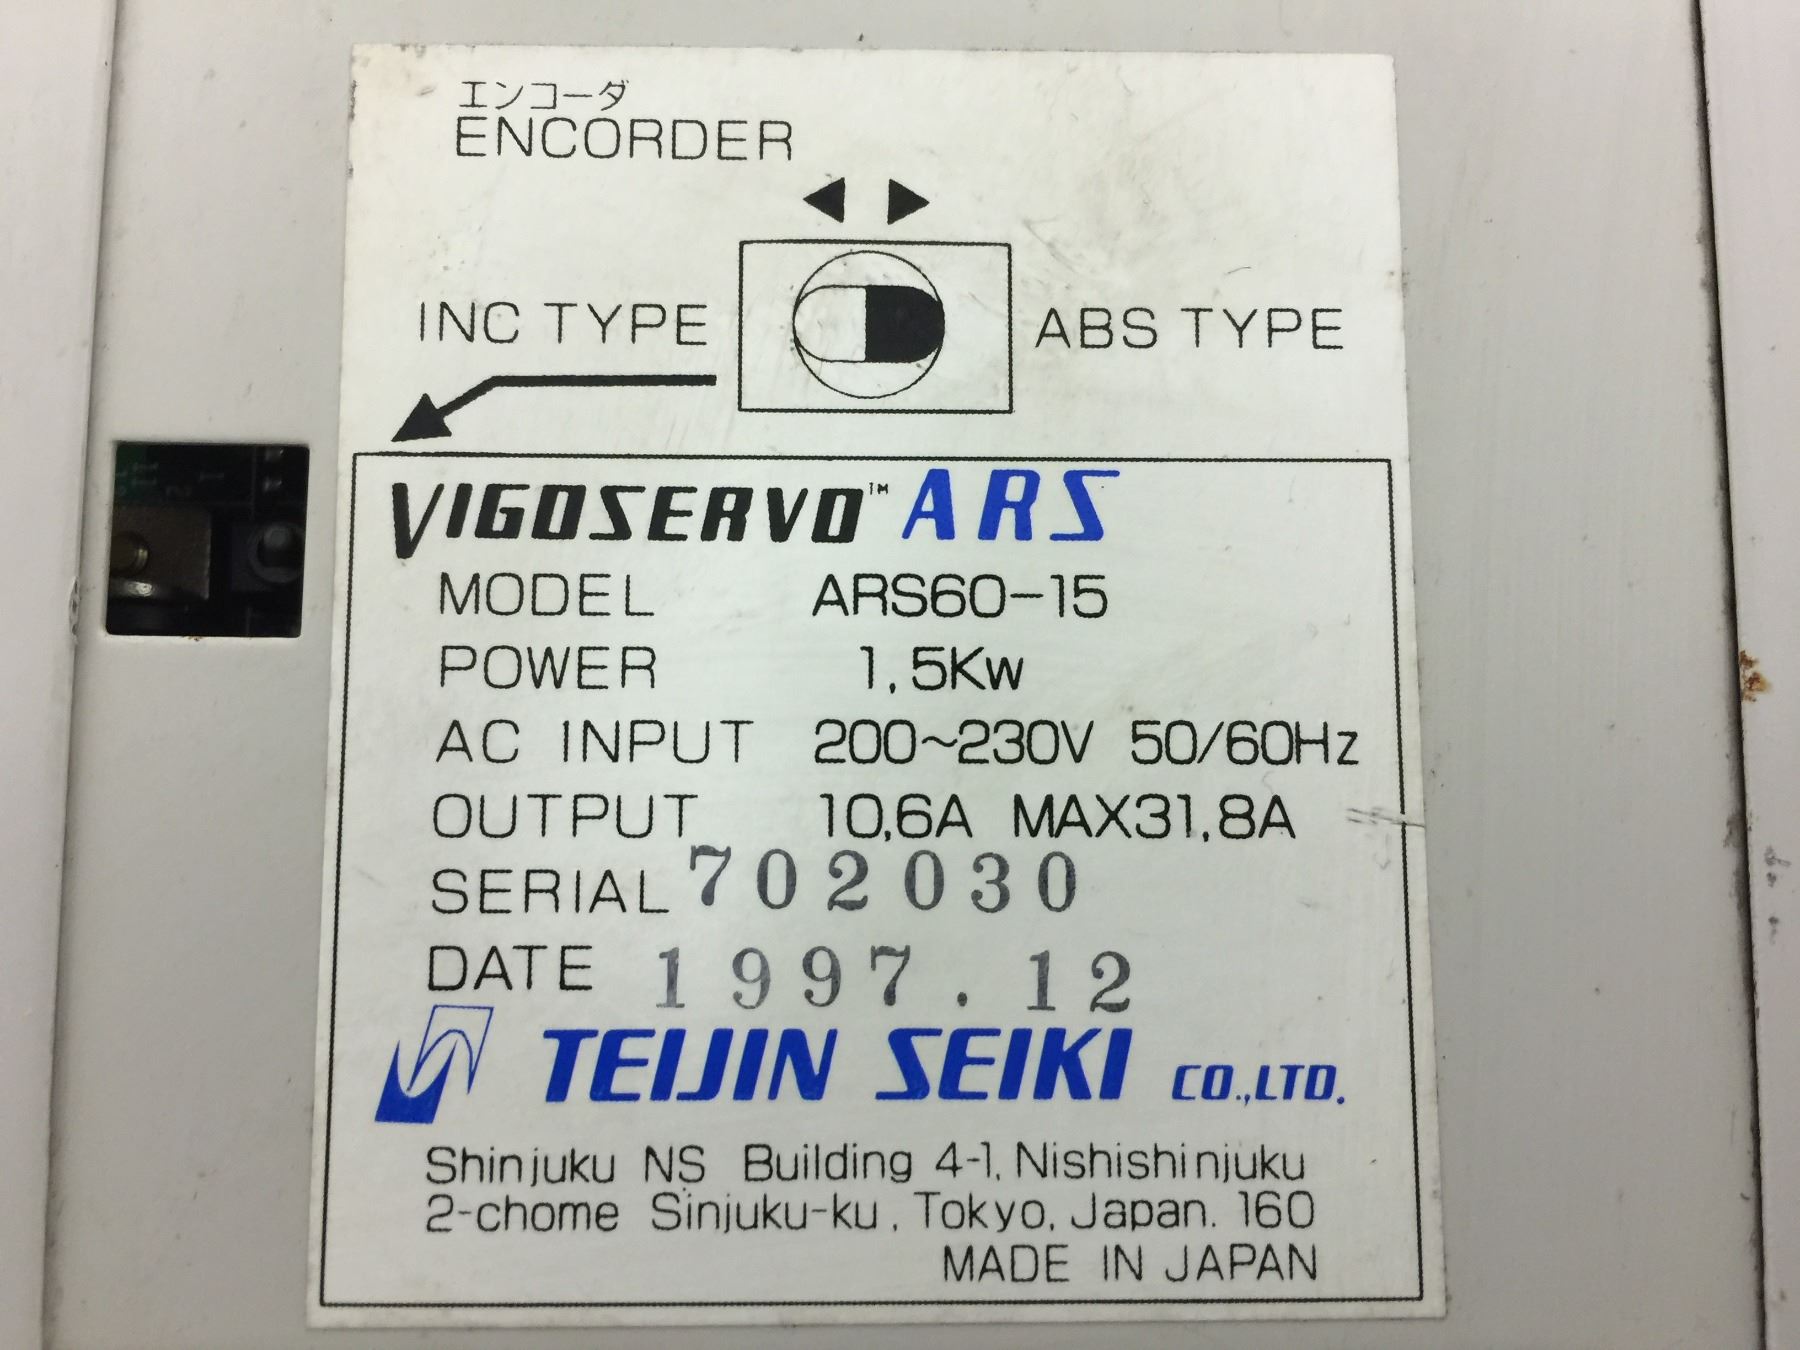 エンコーダ
ENCORDER
INC TYPE ABS TYPE
VIGOSERVO™ ARS
MODEL ARS60-15
POWER 1,5Kw
AC INPUT 200~230V 50/60Hz
OUTPUT 10,6A MAX31,8A
SERIAL 702030
DATE 1997.12
TEIJIN SEIKI CO.,LTD.
Shinjuku NS Building 4-1, Nishishinjuku
2-chome Sinjuku-ku, Tokyo, Japan. 160
MADE IN JAPAN